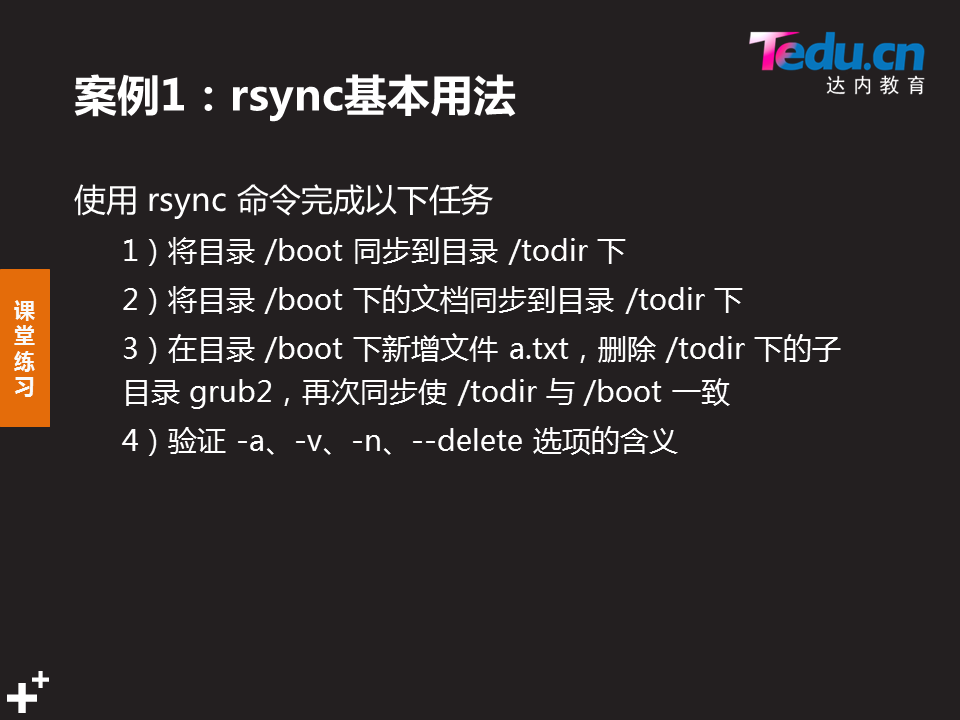 Tedu.cn
达内教育
案例1：rsync基本用法
使用 rsync 命令完成以下任务
1）将目录 /boot 同步到目录 /todir 下
2）将目录 /boot 下的文档同步到目录 /todir 下
3）在目录 /boot 下新增文件 a.txt，删除 /todir 下的子
目录 grub2，再次同步使 /todir 与 /boot 一致
4）验证 -a、-v、-n、--delete 选项的含义
课
堂
练
习